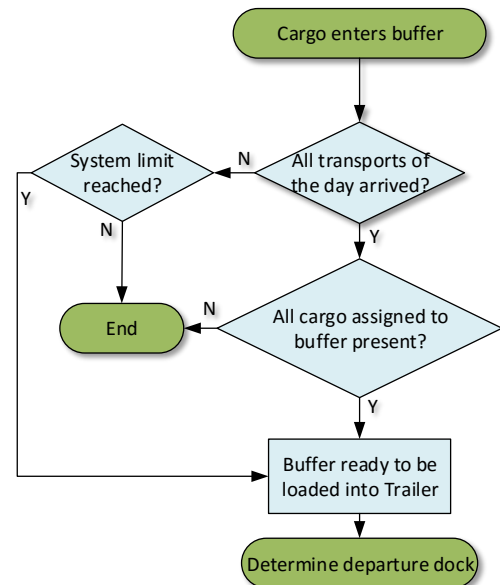 Cargo enters buffer
System limit
reached?
N
All transports of
the day arrived?
Y
N
Y
End
N
All cargo assigned to
buffer present?
Y
Buffer ready to be
loaded into Trailer
Determine departure dock